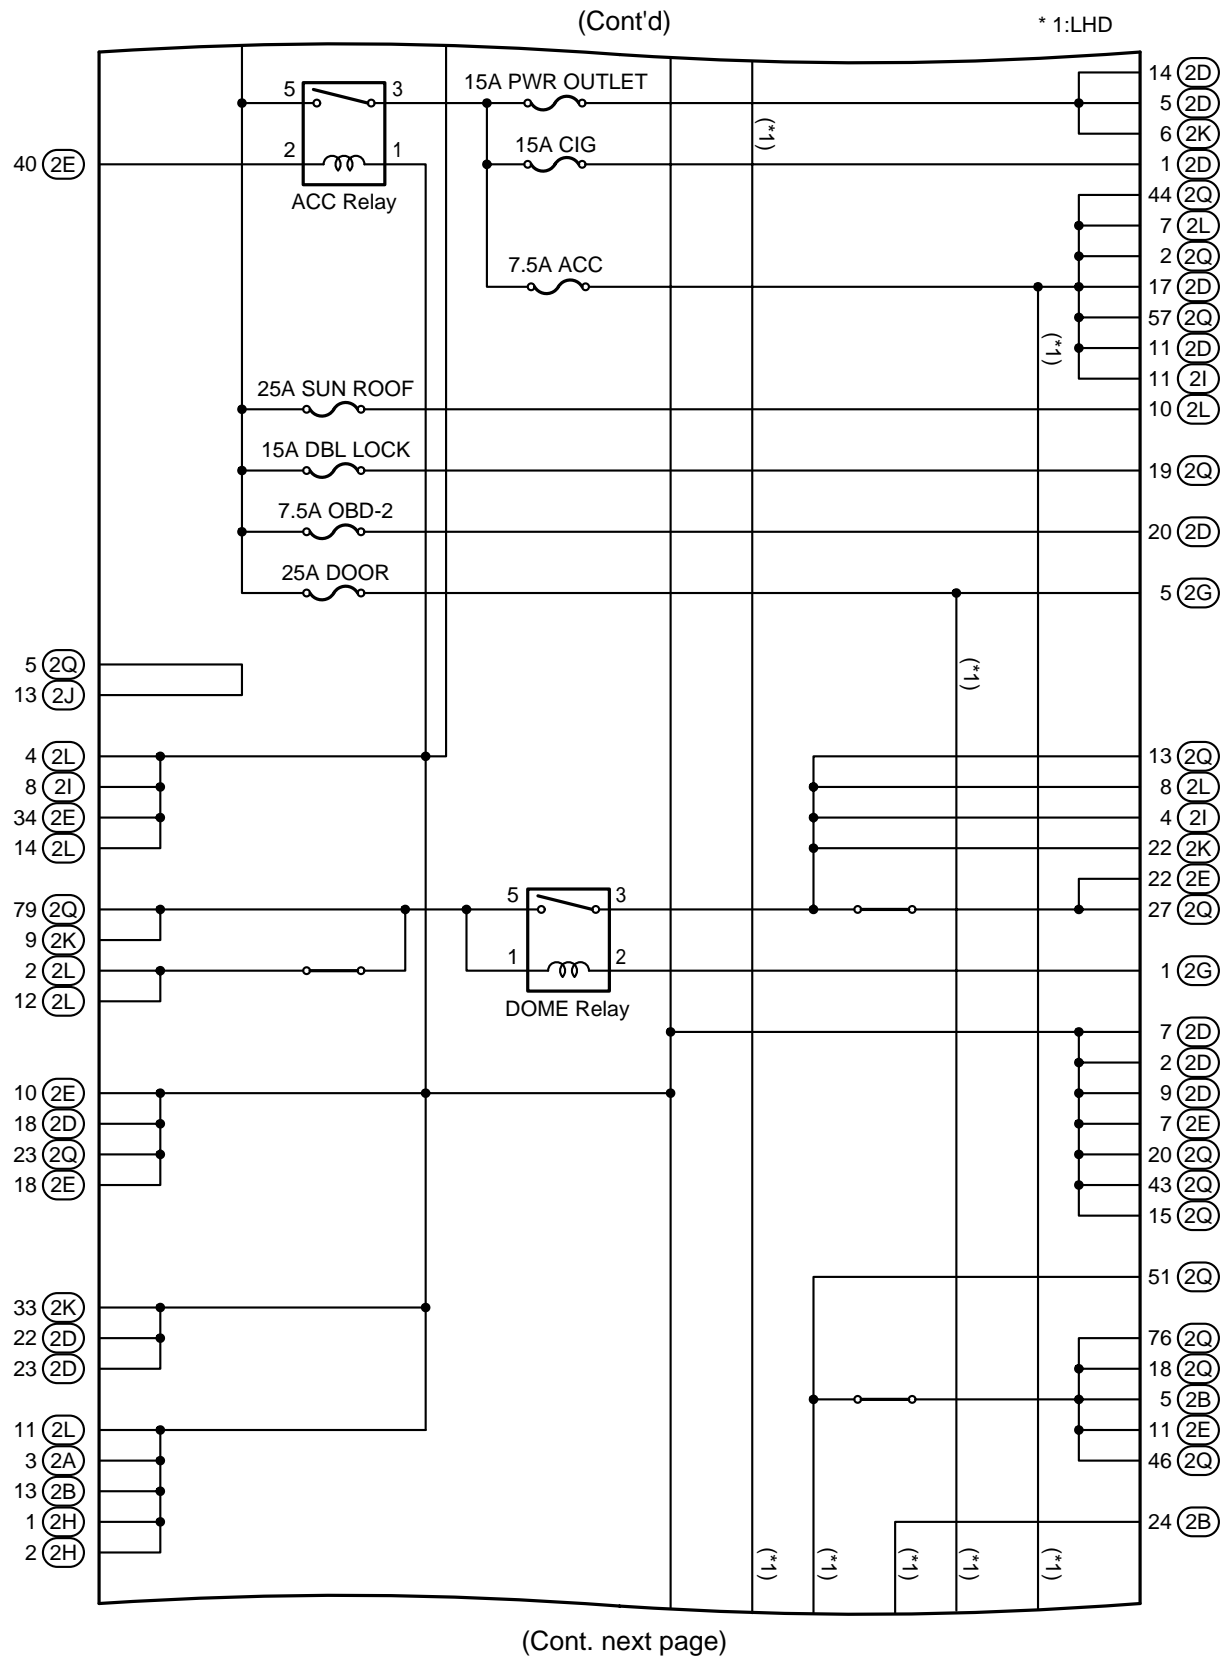 (Cont'd)
* 1:LHD
5 3 15A PWR OUTLET 14 2D
5 2D
(*1)
6 2K
15A CIG
40 2E 2 1 1 2D
ACC Relay 44 2Q
7 2L
7.5A ACC 2 2Q
17 2D
57 2Q
(*1) 11 2D
11 2I
25A SUN ROOF 10 2L
15A DBL LOCK 19 2Q
7.5A OBD-2 20 2D
25A DOOR 5 2G
5 2Q (*1)
13 2J
4 2L 13 2Q
8 2I 8 2L
34 2E 4 2I
14 2L 22 2K
22 2E
79 2Q 5 3 27 2Q
9 2K
2 2L 1 2 1 2G
12 2L DOME Relay
7 2D
2 2D
10 2E 9 2D
18 2D 7 2E
23 2Q 20 2Q
18 2E 43 2Q
15 2Q
51 2Q
33 2K
22 2D 76 2Q
23 2D 18 2Q
5 2B
11 2L 11 2E
3 2A 46 2Q
13 2B
1 2H 24 2B
2 2H (*1) (*1) (*1) (*1) (*1)
(Cont. next page)